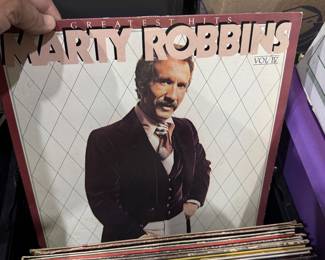 GREATEST HITS
MARTY ROBBINS
VOL. IV